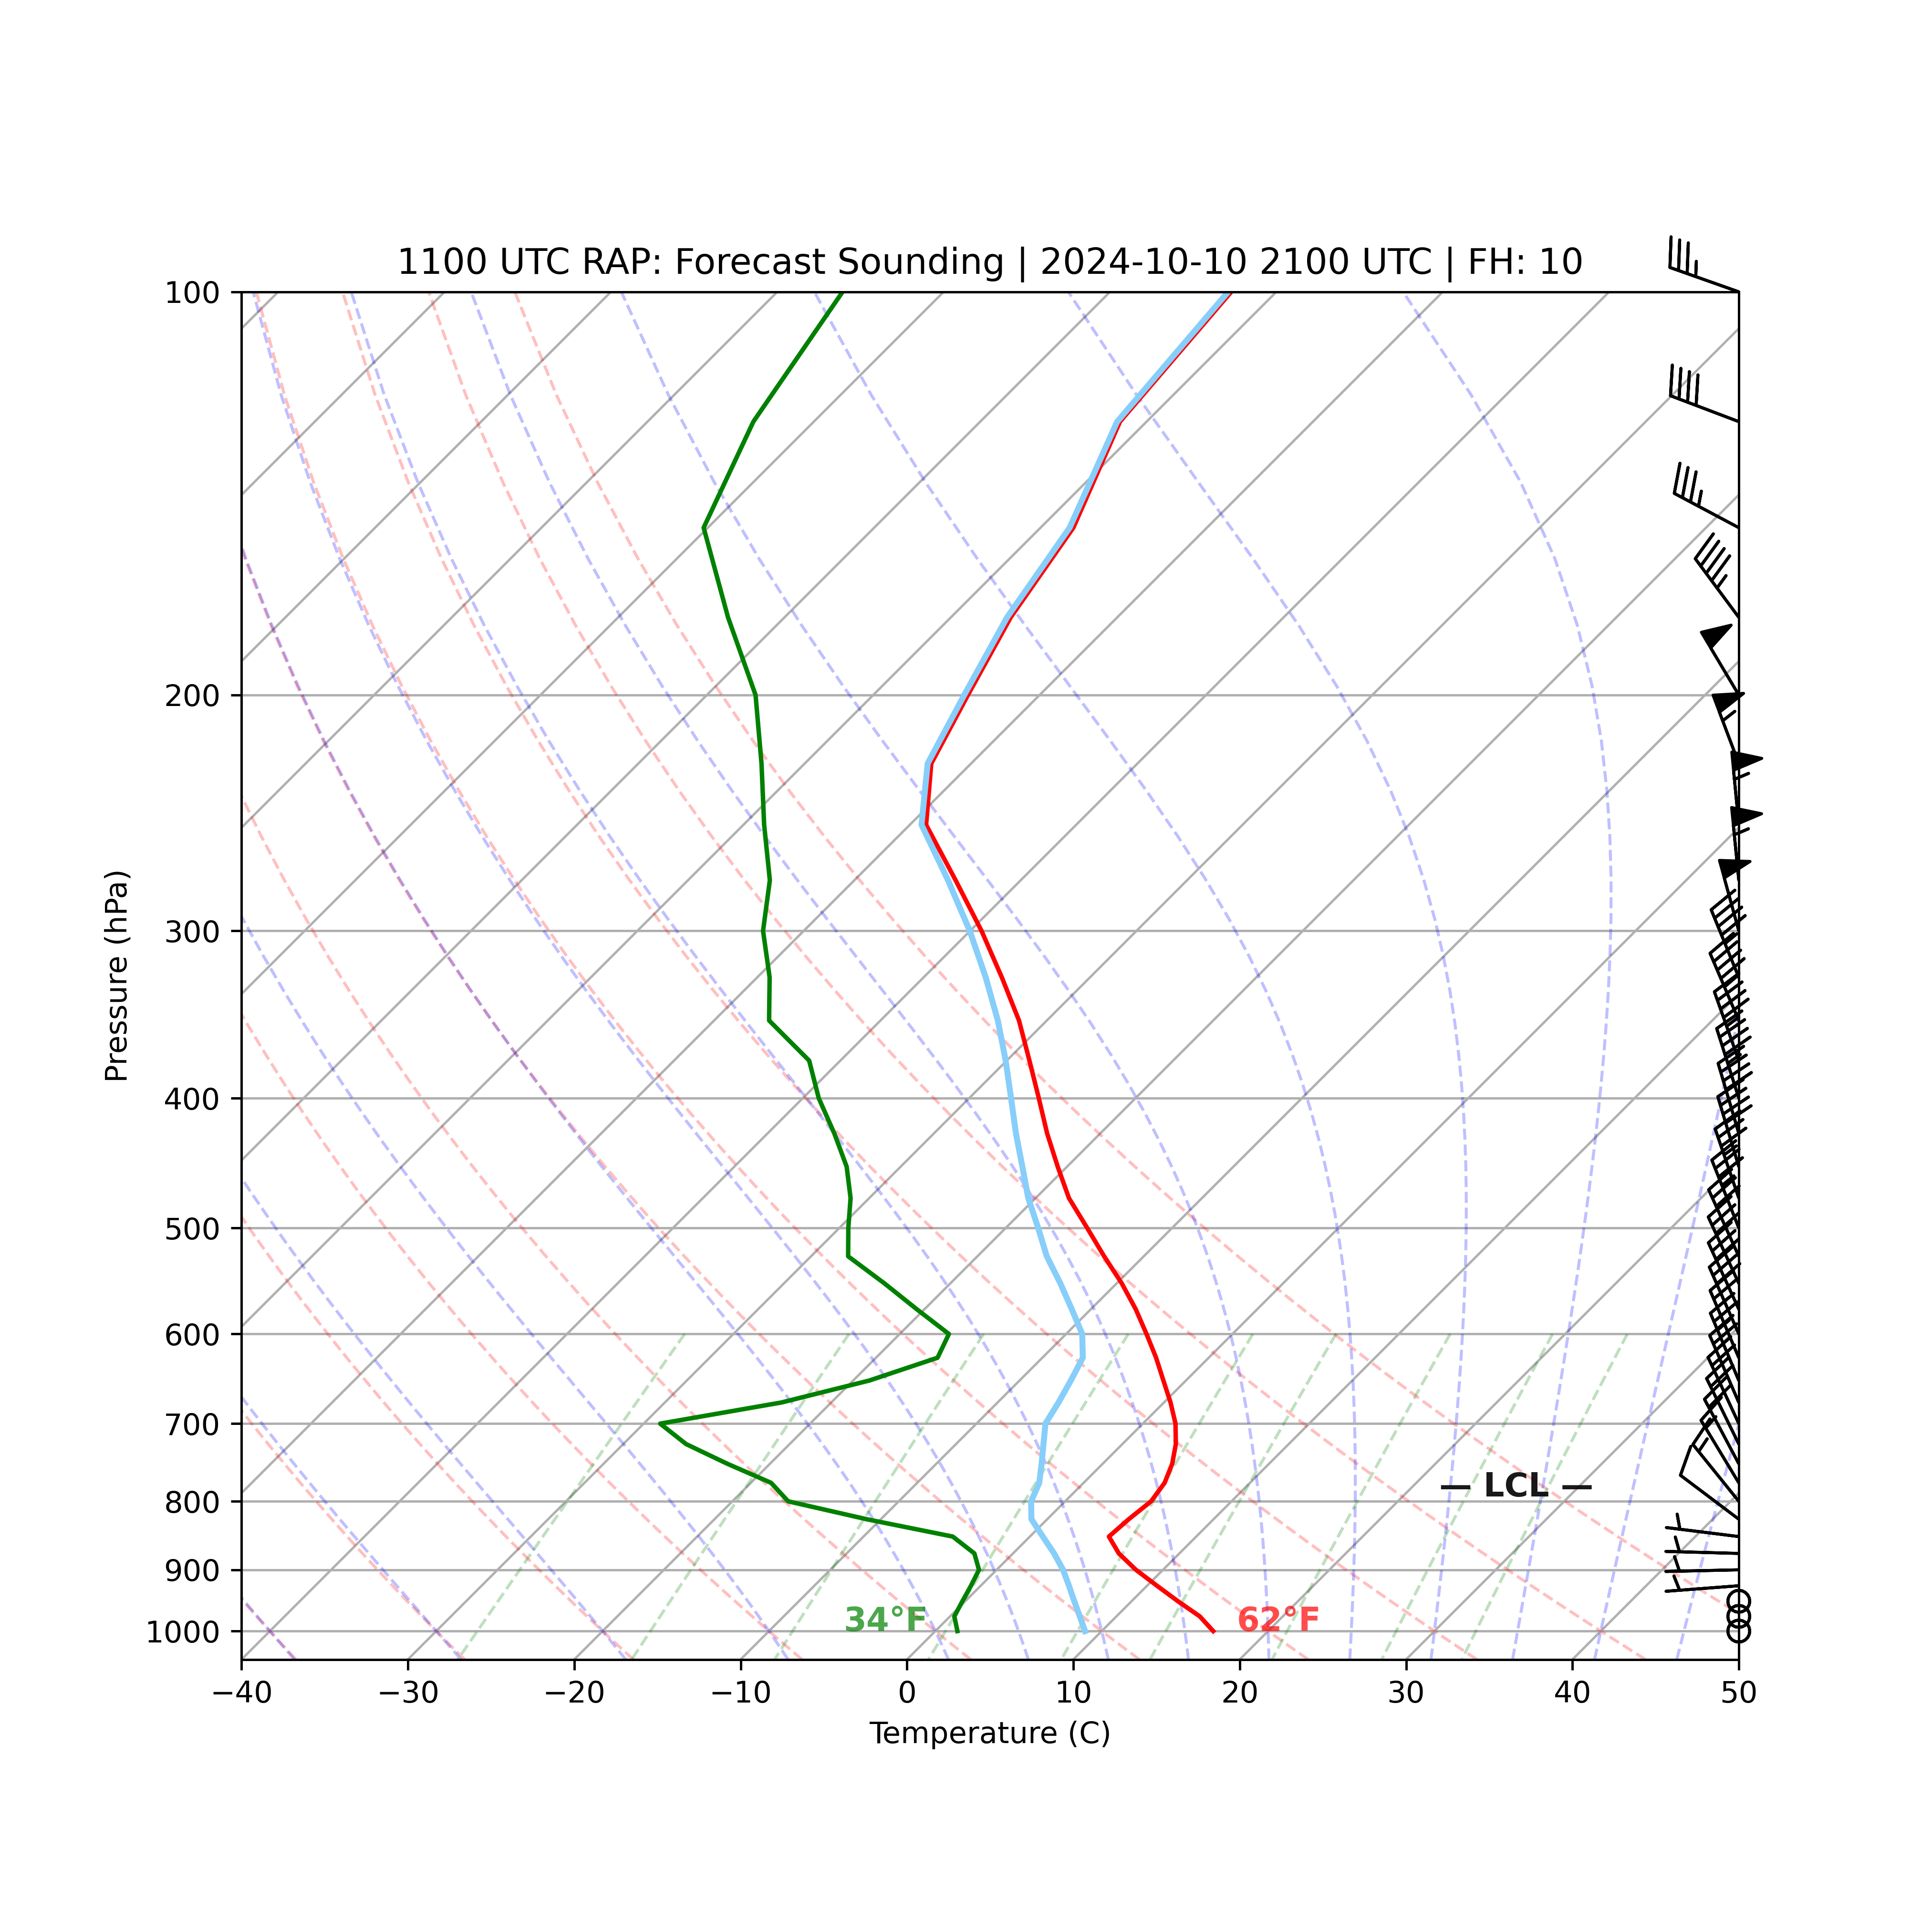 1100 UTC RAP: Forecast Sounding | 2024-10-10 2100 UTC | FH: 10
100
200
300
400
500
600
700
800
900
1000
Pressure (hPa)
— LCL —
34°F
62°F
−40 −30 −20 −10 0 10 20 30 40 50
Temperature (C)